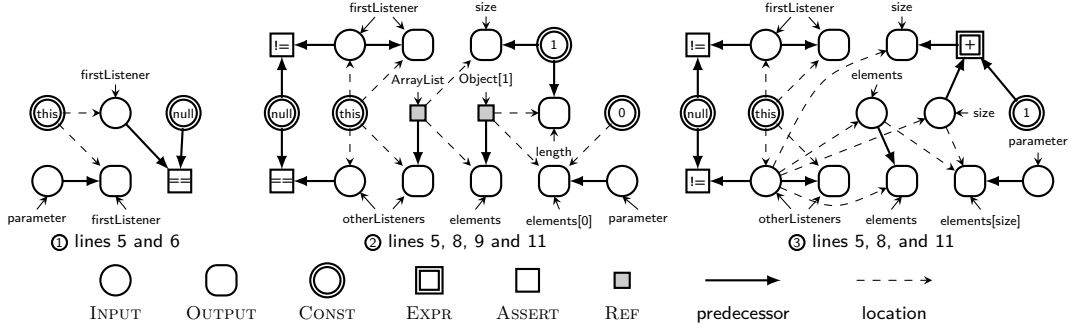 firstListener
this
null
==
parameter
firstListener
① lines 5 and 6
firstListener
size
!=
1
ArrayList
Object[1]
null
this
0
length
==
otherListeners
elements
elements[0]
parameter
② lines 5, 8, 9 and 11
firstListener
size
!=
+
elements
null
this
size
1
parameter
!=
otherListeners
elements
elements[size]
③ lines 5, 8, and 11
INPUT OUTPUT CONST EXPR ASSERT REF predecessor location